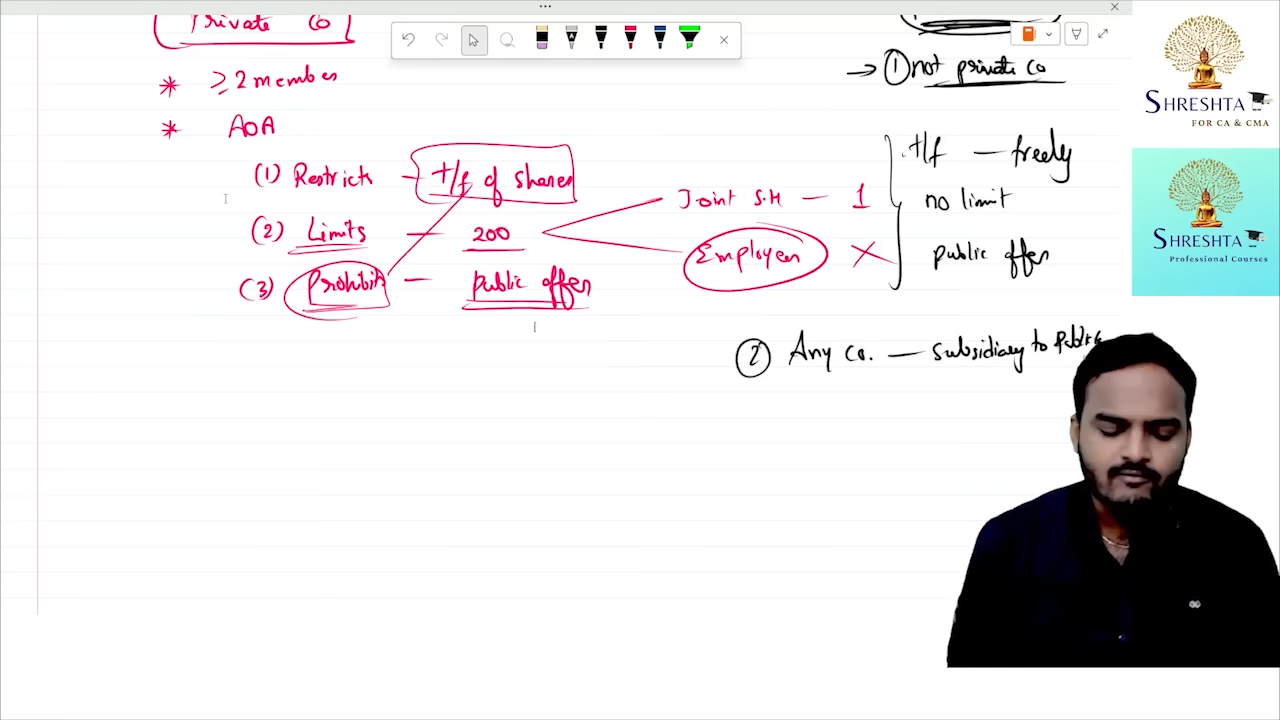 Private Co
* ≥2 member
* AOA
(1) Restricts — t/f of shares
(2) Limits — 200
Joint S.H — 1
Employees ×
(3) Prohibits — public offer
→ ① not private Co
t/f — freely
no limit
public offer
② Any Co. — subsidiary to Public
SHRESHTA
FOR CA & CMA
SHRESHTA
Professional Courses